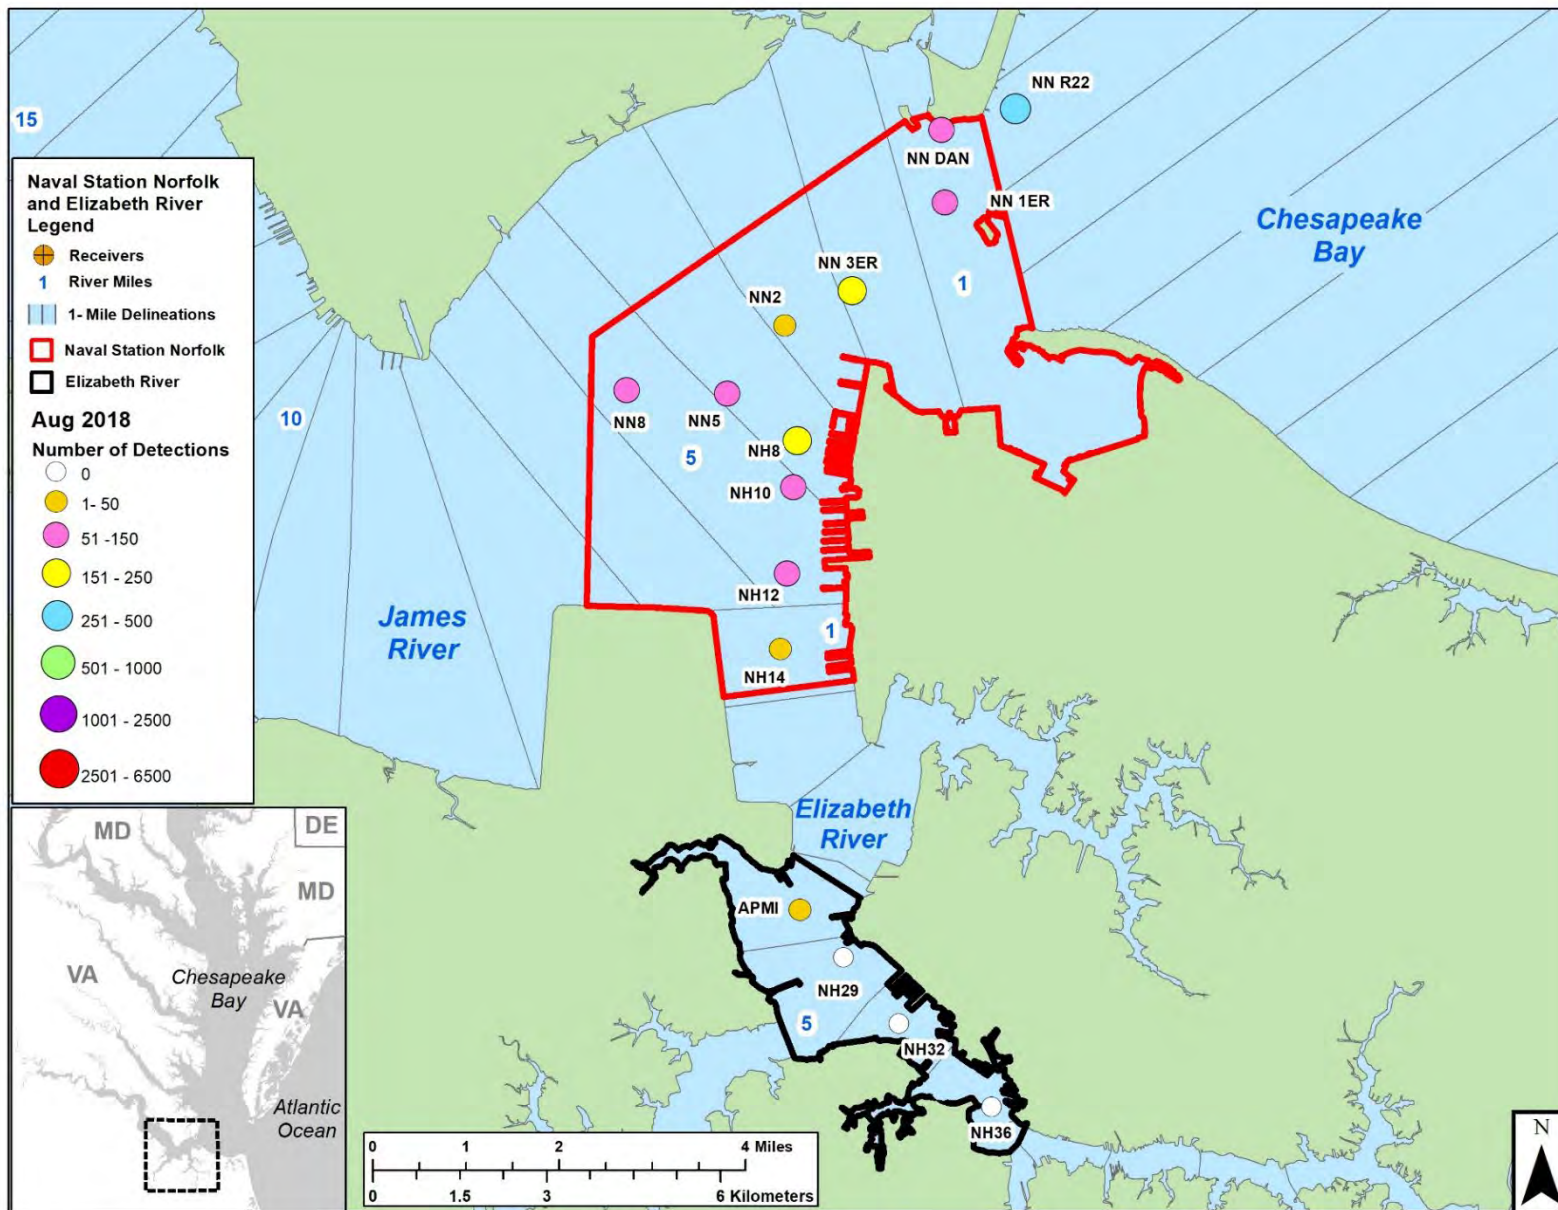 15
NN R22
NN DAN
NN 1ER
Chesapeake
Bay
NN 3ER
1
NN2
Naval Station Norfolk
and Elizabeth River
Legend
Receivers
1 River Miles
1- Mile Delineations
Naval Station Norfolk
Elizabeth River
Aug 2018
Number of Detections
0
1- 50
51 -150
151 - 250
251 - 500
501 - 1000
1001 - 2500
2501 - 6500
10
NN8
NN5
5
NH8
NH10
NH12
James
River
1
NH14
Elizabeth
River
APMI
NH29
5
NH32
NH36
MD
DE
MD
VA
Chesapeake
Bay
VA
Atlantic
Ocean
0 1 2 4 Miles
0 1.5 3 6 Kilometers
N